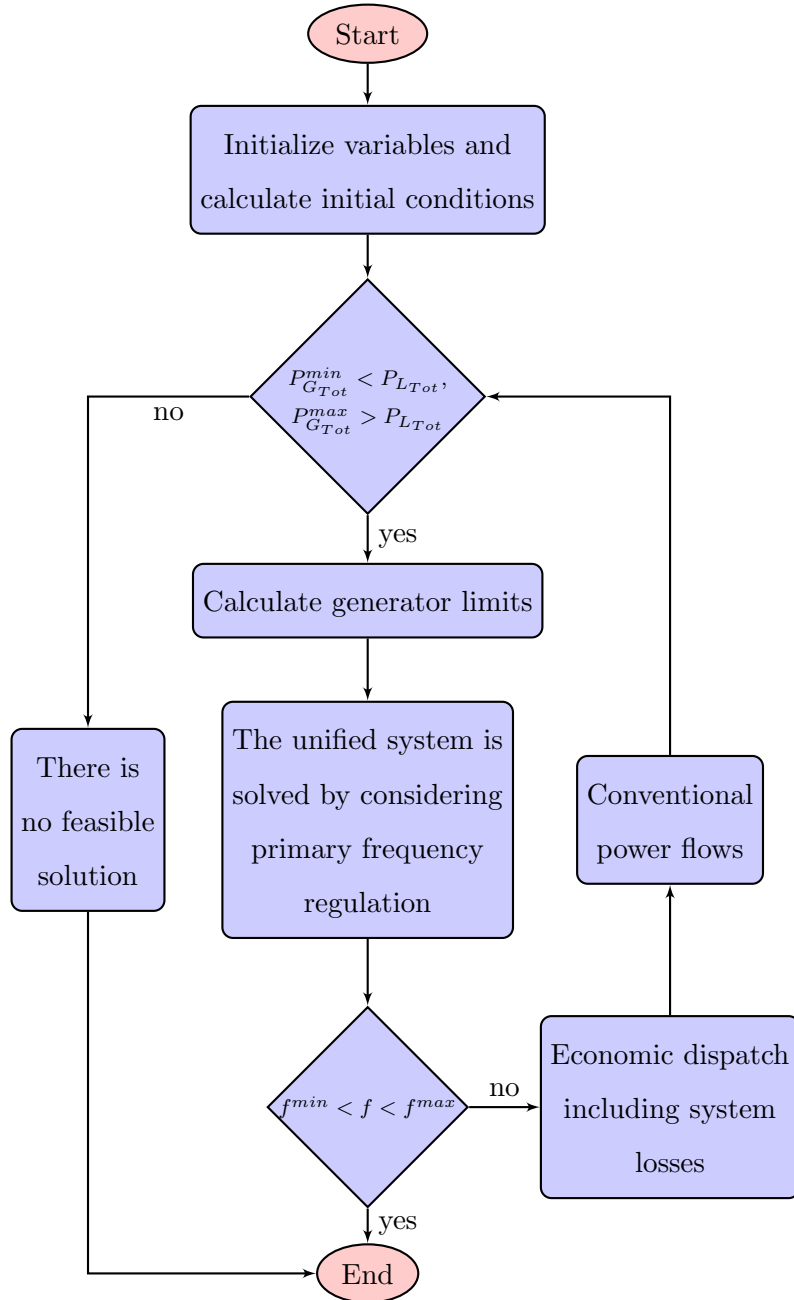 Start
Initialize variables and
calculate initial conditions
$P_{G_{Tot}}^{min} < P_{L_{Tot}},$
$P_{G_{Tot}}^{max} > P_{L_{Tot}}$
no
yes
Calculate generator limits
The unified system is
solved by considering
primary frequency
regulation
There is
no feasible
solution
Conventional
power flows
$f^{min} < f < f^{max}$
no
Economic dispatch
including system
losses
yes
End